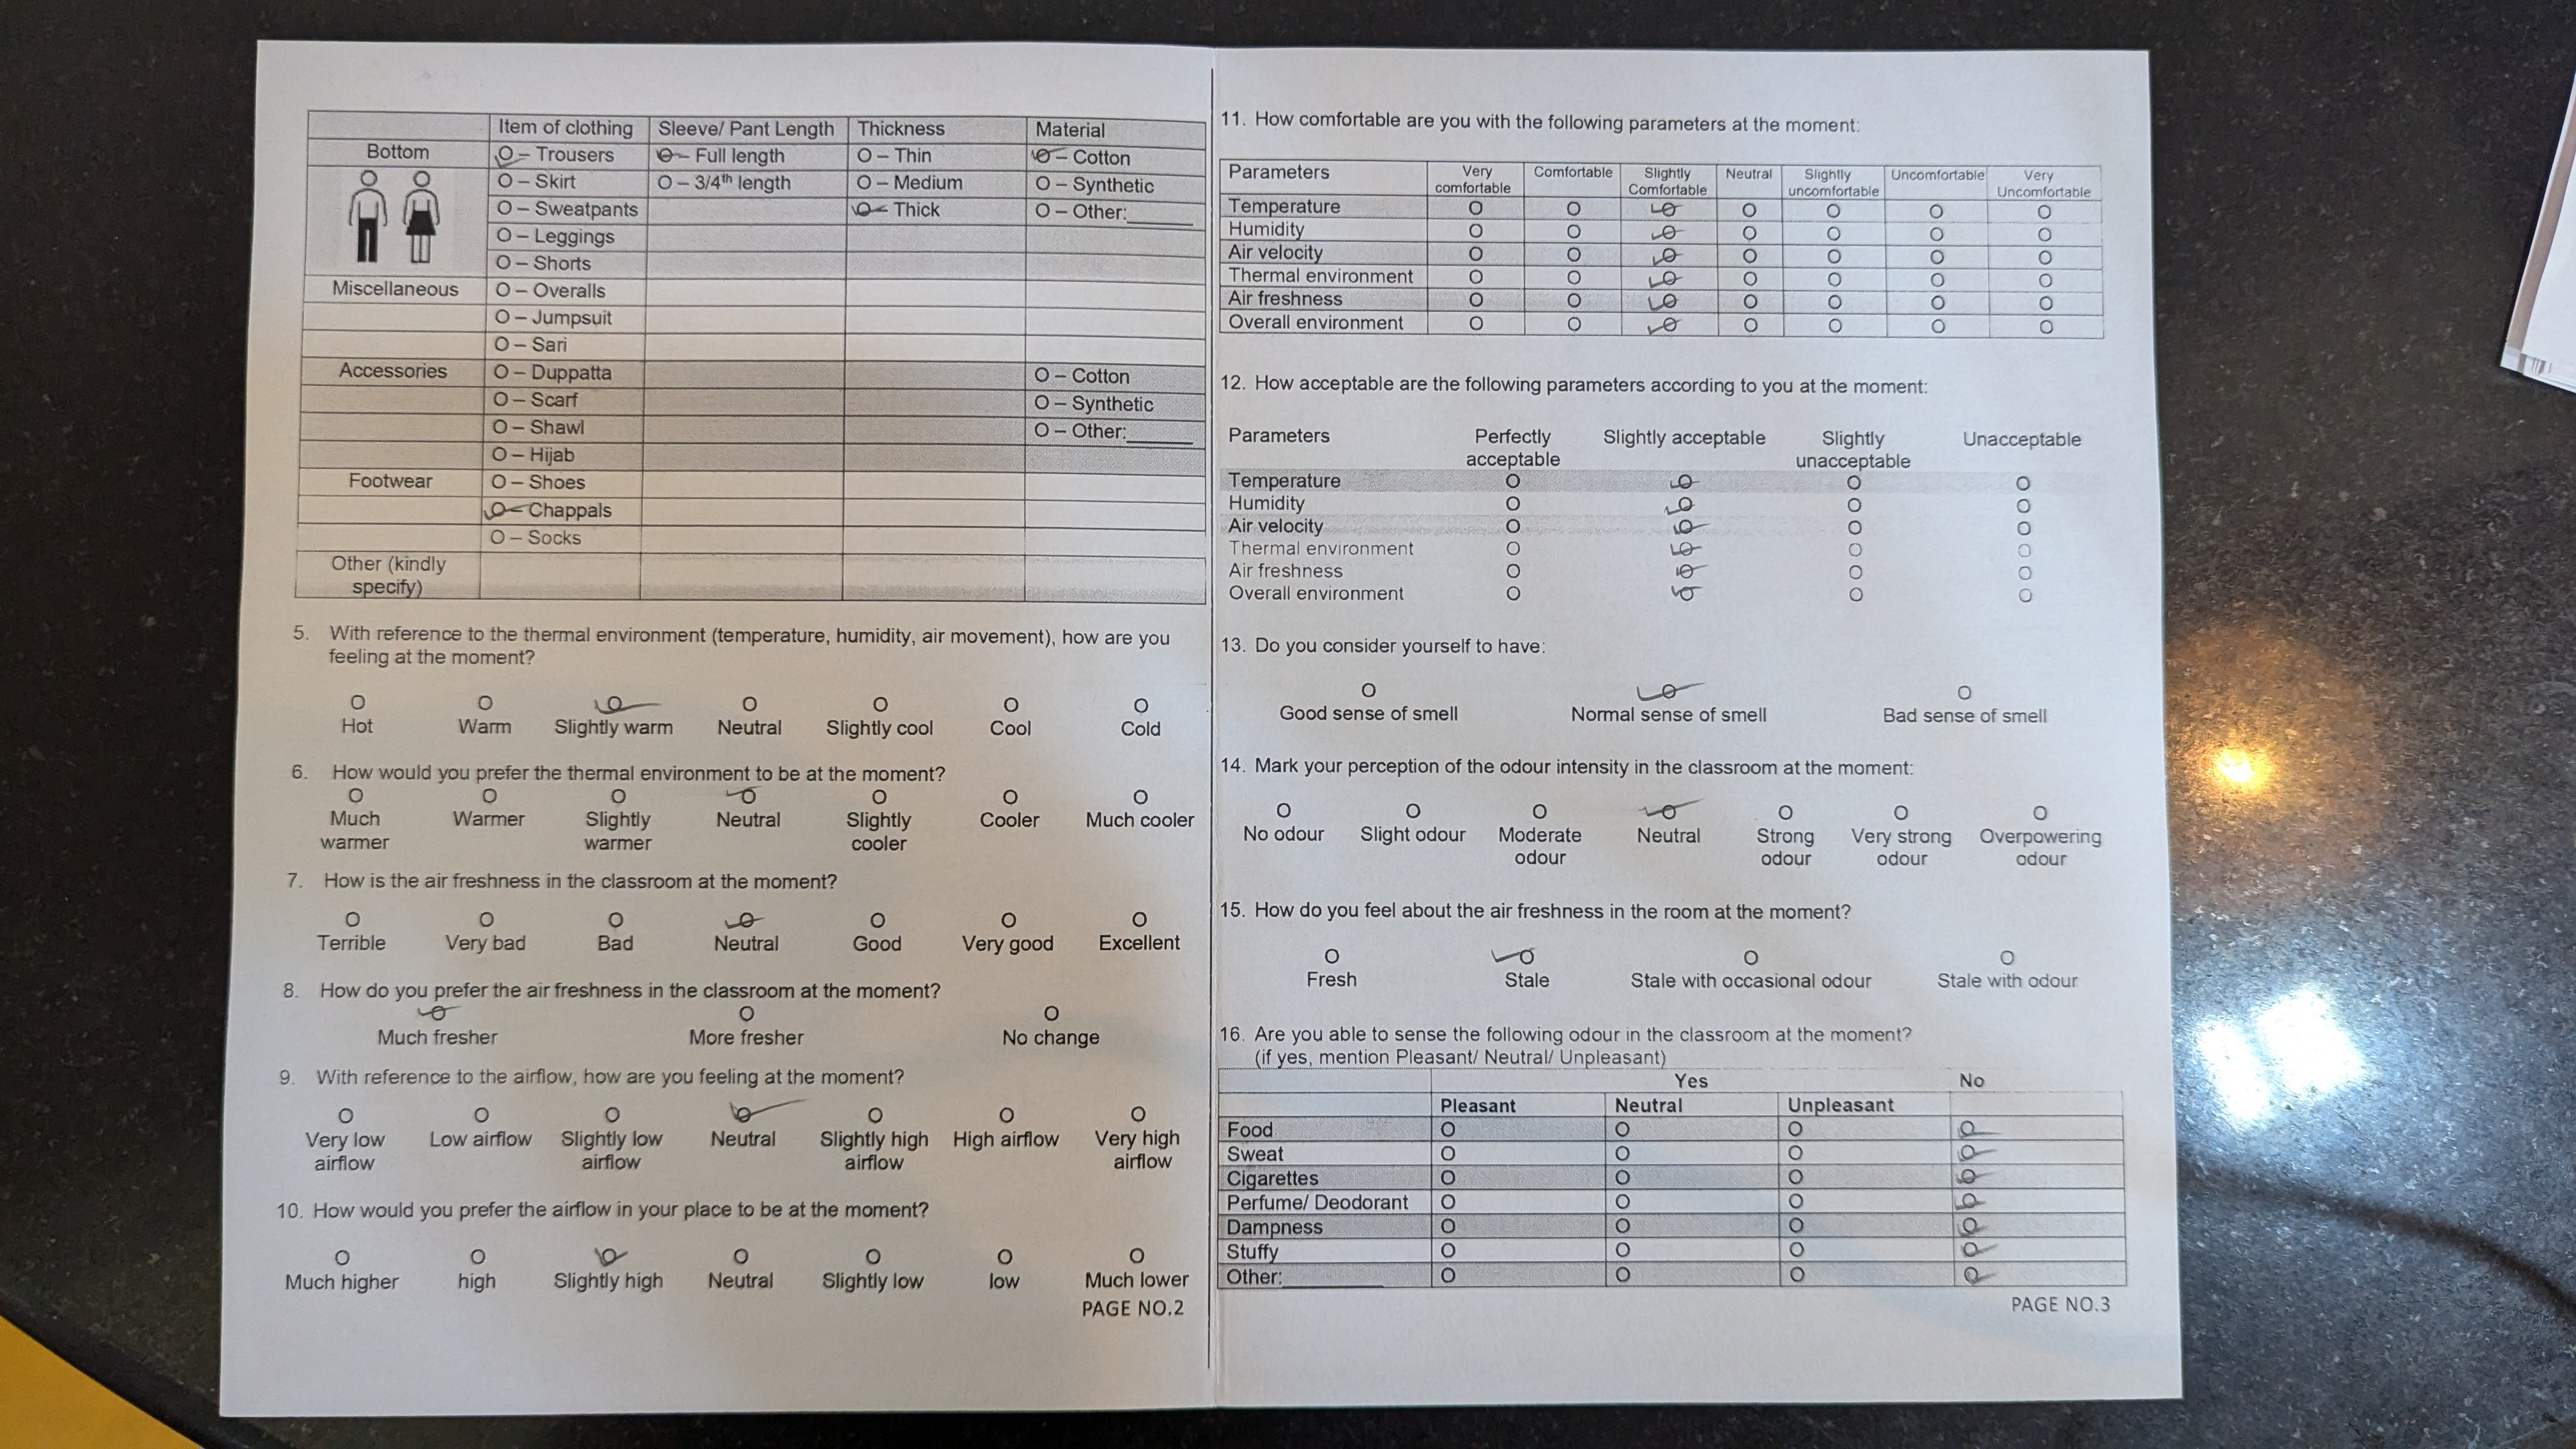 Item of clothing Sleeve/ Pant Length Thickness Material
Bottom O – Trousers O – Full length O – Thin O – Cotton
O – Skirt O – 3/4th length O – Medium O – Synthetic
O – Sweatpants O – Thick O – Other:______
O – Leggings
O – Shorts
Miscellaneous O – Overalls
O – Jumpsuit
O – Sari
Accessories O – Duppatta O – Cotton
O – Scarf O – Synthetic
O – Shawl O – Other:______
O – Hijab
Footwear O – Shoes
O – Chappals
O – Socks
Other (kindly
specify)
5. With reference to the thermal environment (temperature, humidity, air movement), how are you
feeling at the moment?
O O O O O O O
Hot Warm Slightly warm Neutral Slightly cool Cool Cold
6. How would you prefer the thermal environment to be at the moment?
O O O O O O O
Much Warmer Slightly Neutral Slightly Cooler Much cooler
warmer warmer cooler
7. How is the air freshness in the classroom at the moment?
O O O O O O O
Terrible Very bad Bad Neutral Good Very good Excellent
8. How do you prefer the air freshness in the classroom at the moment?
O O O
Much fresher More fresher No change
9. With reference to the airflow, how are you feeling at the moment?
O O O O O O O
Very low Low airflow Slightly low Neutral Slightly high High airflow Very high
airflow airflow airflow airflow
10. How would you prefer the airflow in your place to be at the moment?
O O O O O O O
Much higher high Slightly high Neutral Slightly low low Much lower
PAGE NO.2
11. How comfortable are you with the following parameters at the moment:
Parameters Very Comfortable Slightly Neutral Slightly Uncomfortable Very
comfortable Comfortable uncomfortable Uncomfortable
Temperature O O O O O O O
Humidity O O O O O O O
Air velocity O O O O O O O
Thermal environment O O O O O O O
Air freshness O O O O O O O
Overall environment O O O O O O O
12. How acceptable are the following parameters according to you at the moment:
Parameters Perfectly Slightly acceptable Slightly Unacceptable
acceptable unacceptable
Temperature O O O O
Humidity O O O O
Air velocity O O O O
Thermal environment O O O O
Air freshness O O O O
Overall environment O O O O
13. Do you consider yourself to have:
O O O
Good sense of smell Normal sense of smell Bad sense of smell
14. Mark your perception of the odour intensity in the classroom at the moment:
O O O O O O O
No odour Slight odour Moderate Neutral Strong Very strong Overpowering
odour odour odour odour
15. How do you feel about the air freshness in the room at the moment?
O O O O
Fresh Stale Stale with occasional odour Stale with odour
16. Are you able to sense the following odour in the classroom at the moment?
(if yes, mention Pleasant/ Neutral/ Unpleasant)
Yes No
Pleasant Neutral Unpleasant
Food O O O O
Sweat O O O O
Cigarettes O O O O
Perfume/ Deodorant O O O O
Dampness O O O O
Stuffy O O O O
Other:__________ O O O O
PAGE NO.3